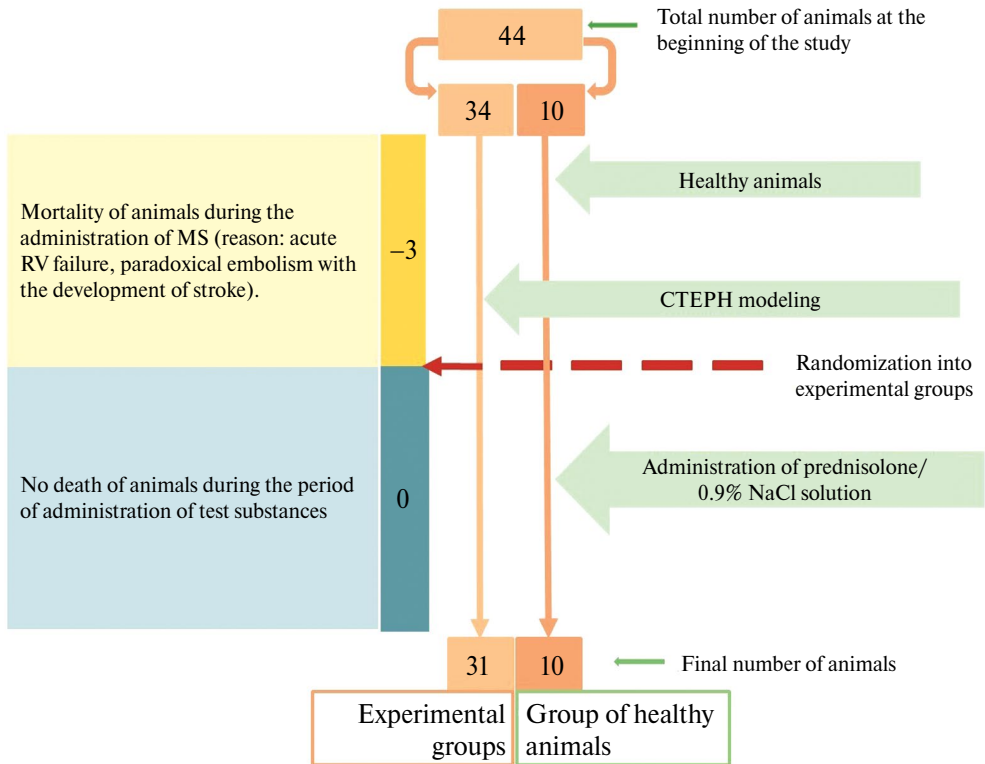 44
Total number of animals at the
beginning of the study
34
10
Healthy animals
Mortality of animals during the
administration of MS (reason: acute
RV failure, paradoxical embolism with
the development of stroke).
–3
CTEPH modeling
Randomization into
experimental groups
Administration of prednisolone/
0.9% NaCl solution
No death of animals during the period
of administration of test substances
0
31
10
Final number of animals
Experimental
groups
Group of healthy
animals